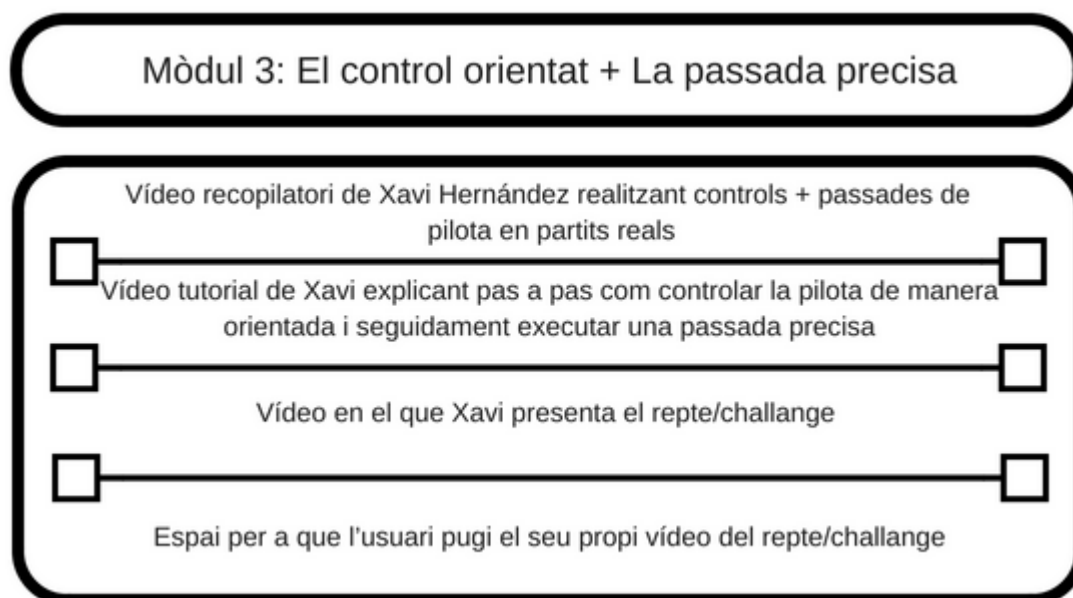 Mòdul 3: El control orientat + La passada precisa
Vídeo recopilatori de Xavi Hernández realitzant controls + passades de
pilota en partits reals
Vídeo tutorial de Xavi explicant pas a pas com controlar la pilota de manera
orientada i seguidament executar una passada precisa
Vídeo en el que Xavi presenta el repte/challange
Espai per a que l'usuari pugi el seu propi vídeo del repte/challange